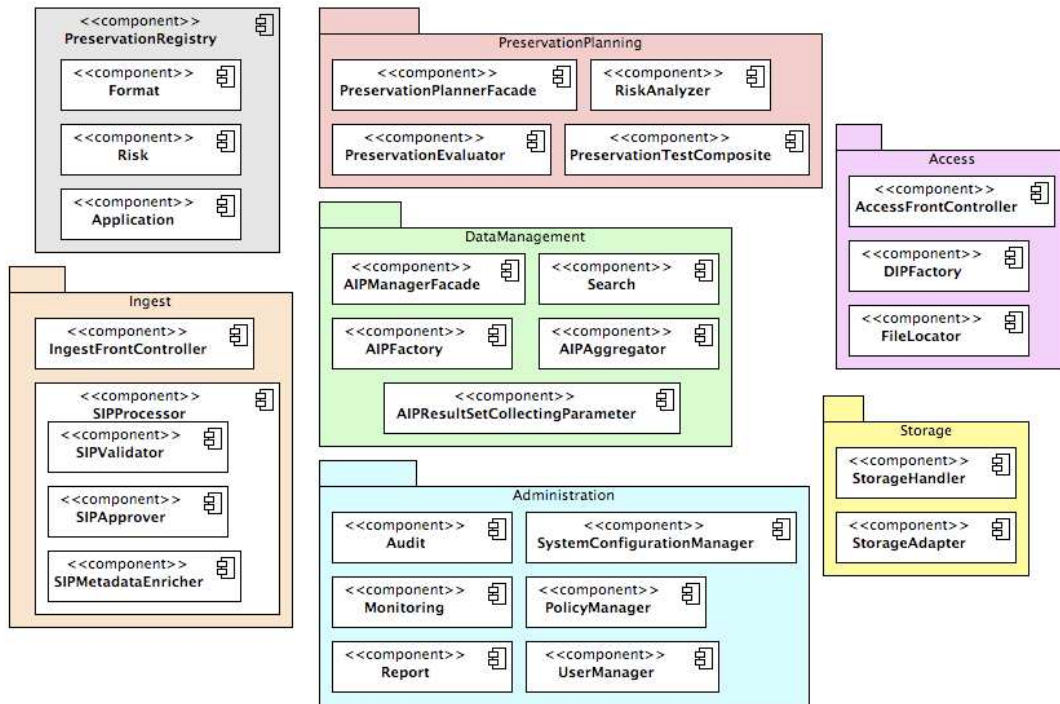 <<component>>
PreservationRegistry
<<component>>
Format
<<component>>
Risk
<<component>>
Application
PreservationPlanning
<<component>>
PreservationPlannerFacade
<<component>>
RiskAnalyzer
<<component>>
PreservationEvaluator
<<component>>
PreservationTestComposite
Access
<<component>>
AccessFrontController
<<component>>
DIPFactory
<<component>>
FileLocator
DataManagement
<<component>>
AIPManagerFacade
<<component>>
Search
<<component>>
AIPFactory
<<component>>
AIPAggregator
<<component>>
AIPResultSetCollectingParameter
Ingest
<<component>>
IngestFrontController
<<component>>
SIPProcessor
<<component>>
SIPValidator
<<component>>
SIPApprover
<<component>>
SIPMetadataEnricher
Storage
<<component>>
StorageHandler
<<component>>
StorageAdapter
Administration
<<component>>
Audit
<<component>>
SystemConfigurationManager
<<component>>
Monitoring
<<component>>
PolicyManager
<<component>>
Report
<<component>>
UserManager